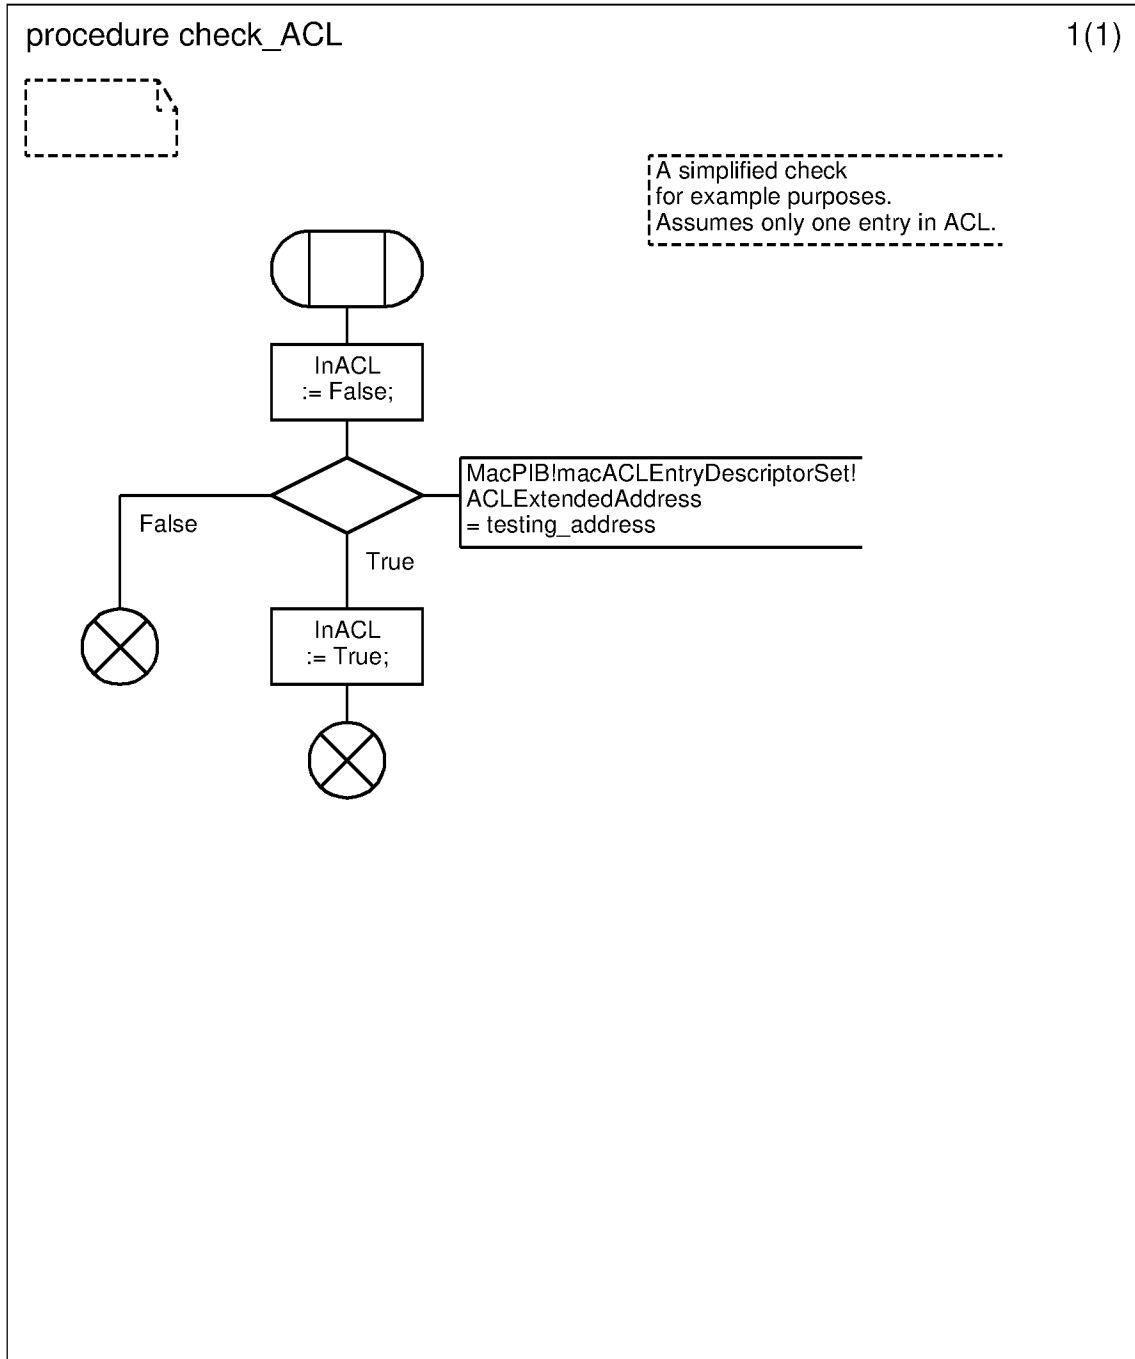 procedure check_ACL
1(1)
A simplified check
for example purposes.
Assumes only one entry in ACL.
InACL
:= False;
MacPIB!macACLEntryDescriptorSet!
ACLExtendedAddress
= testing_address
False
True
InACL
:= True;